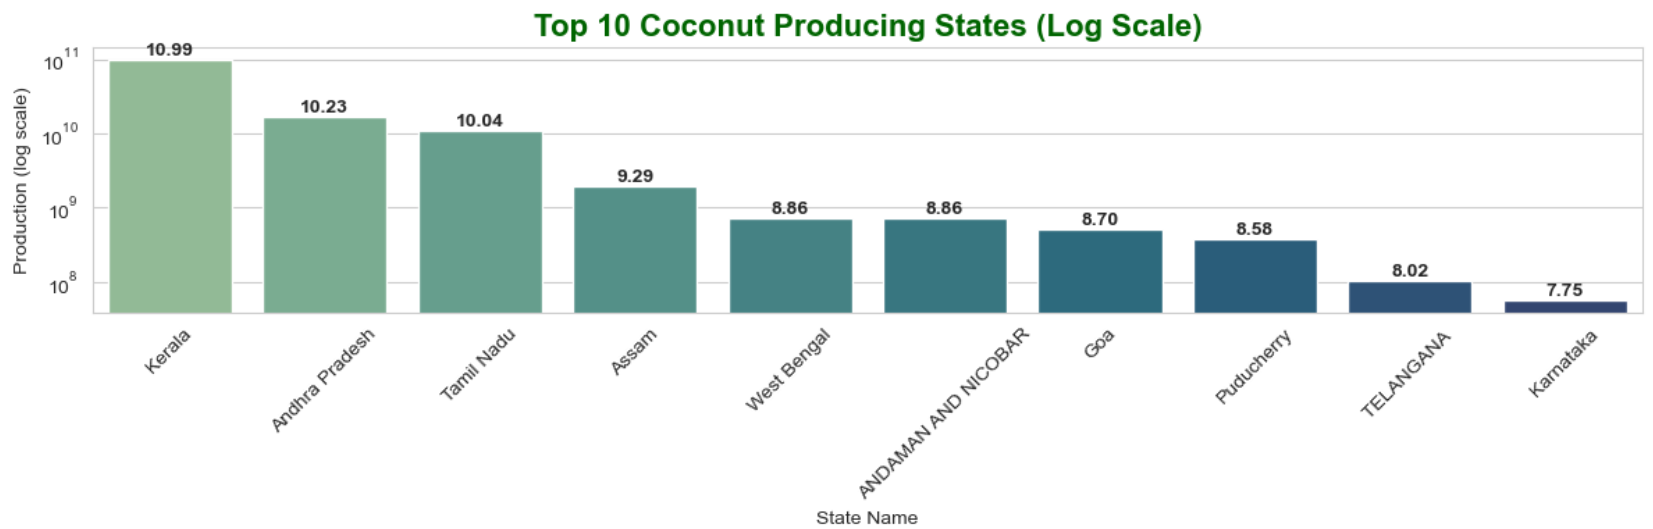 Top 10 Coconut Producing States (Log Scale)
Production (log scale)
10^11
10^10
10^9
10^8
10.99
10.23
10.04
9.29
8.86
8.86
8.70
8.58
8.02
7.75
Kerala
Andhra Pradesh
Tamil Nadu
Assam
West Bengal
ANDAMAN AND NICOBAR
Goa
Puducherry
TELANGANA
Karnataka
State Name